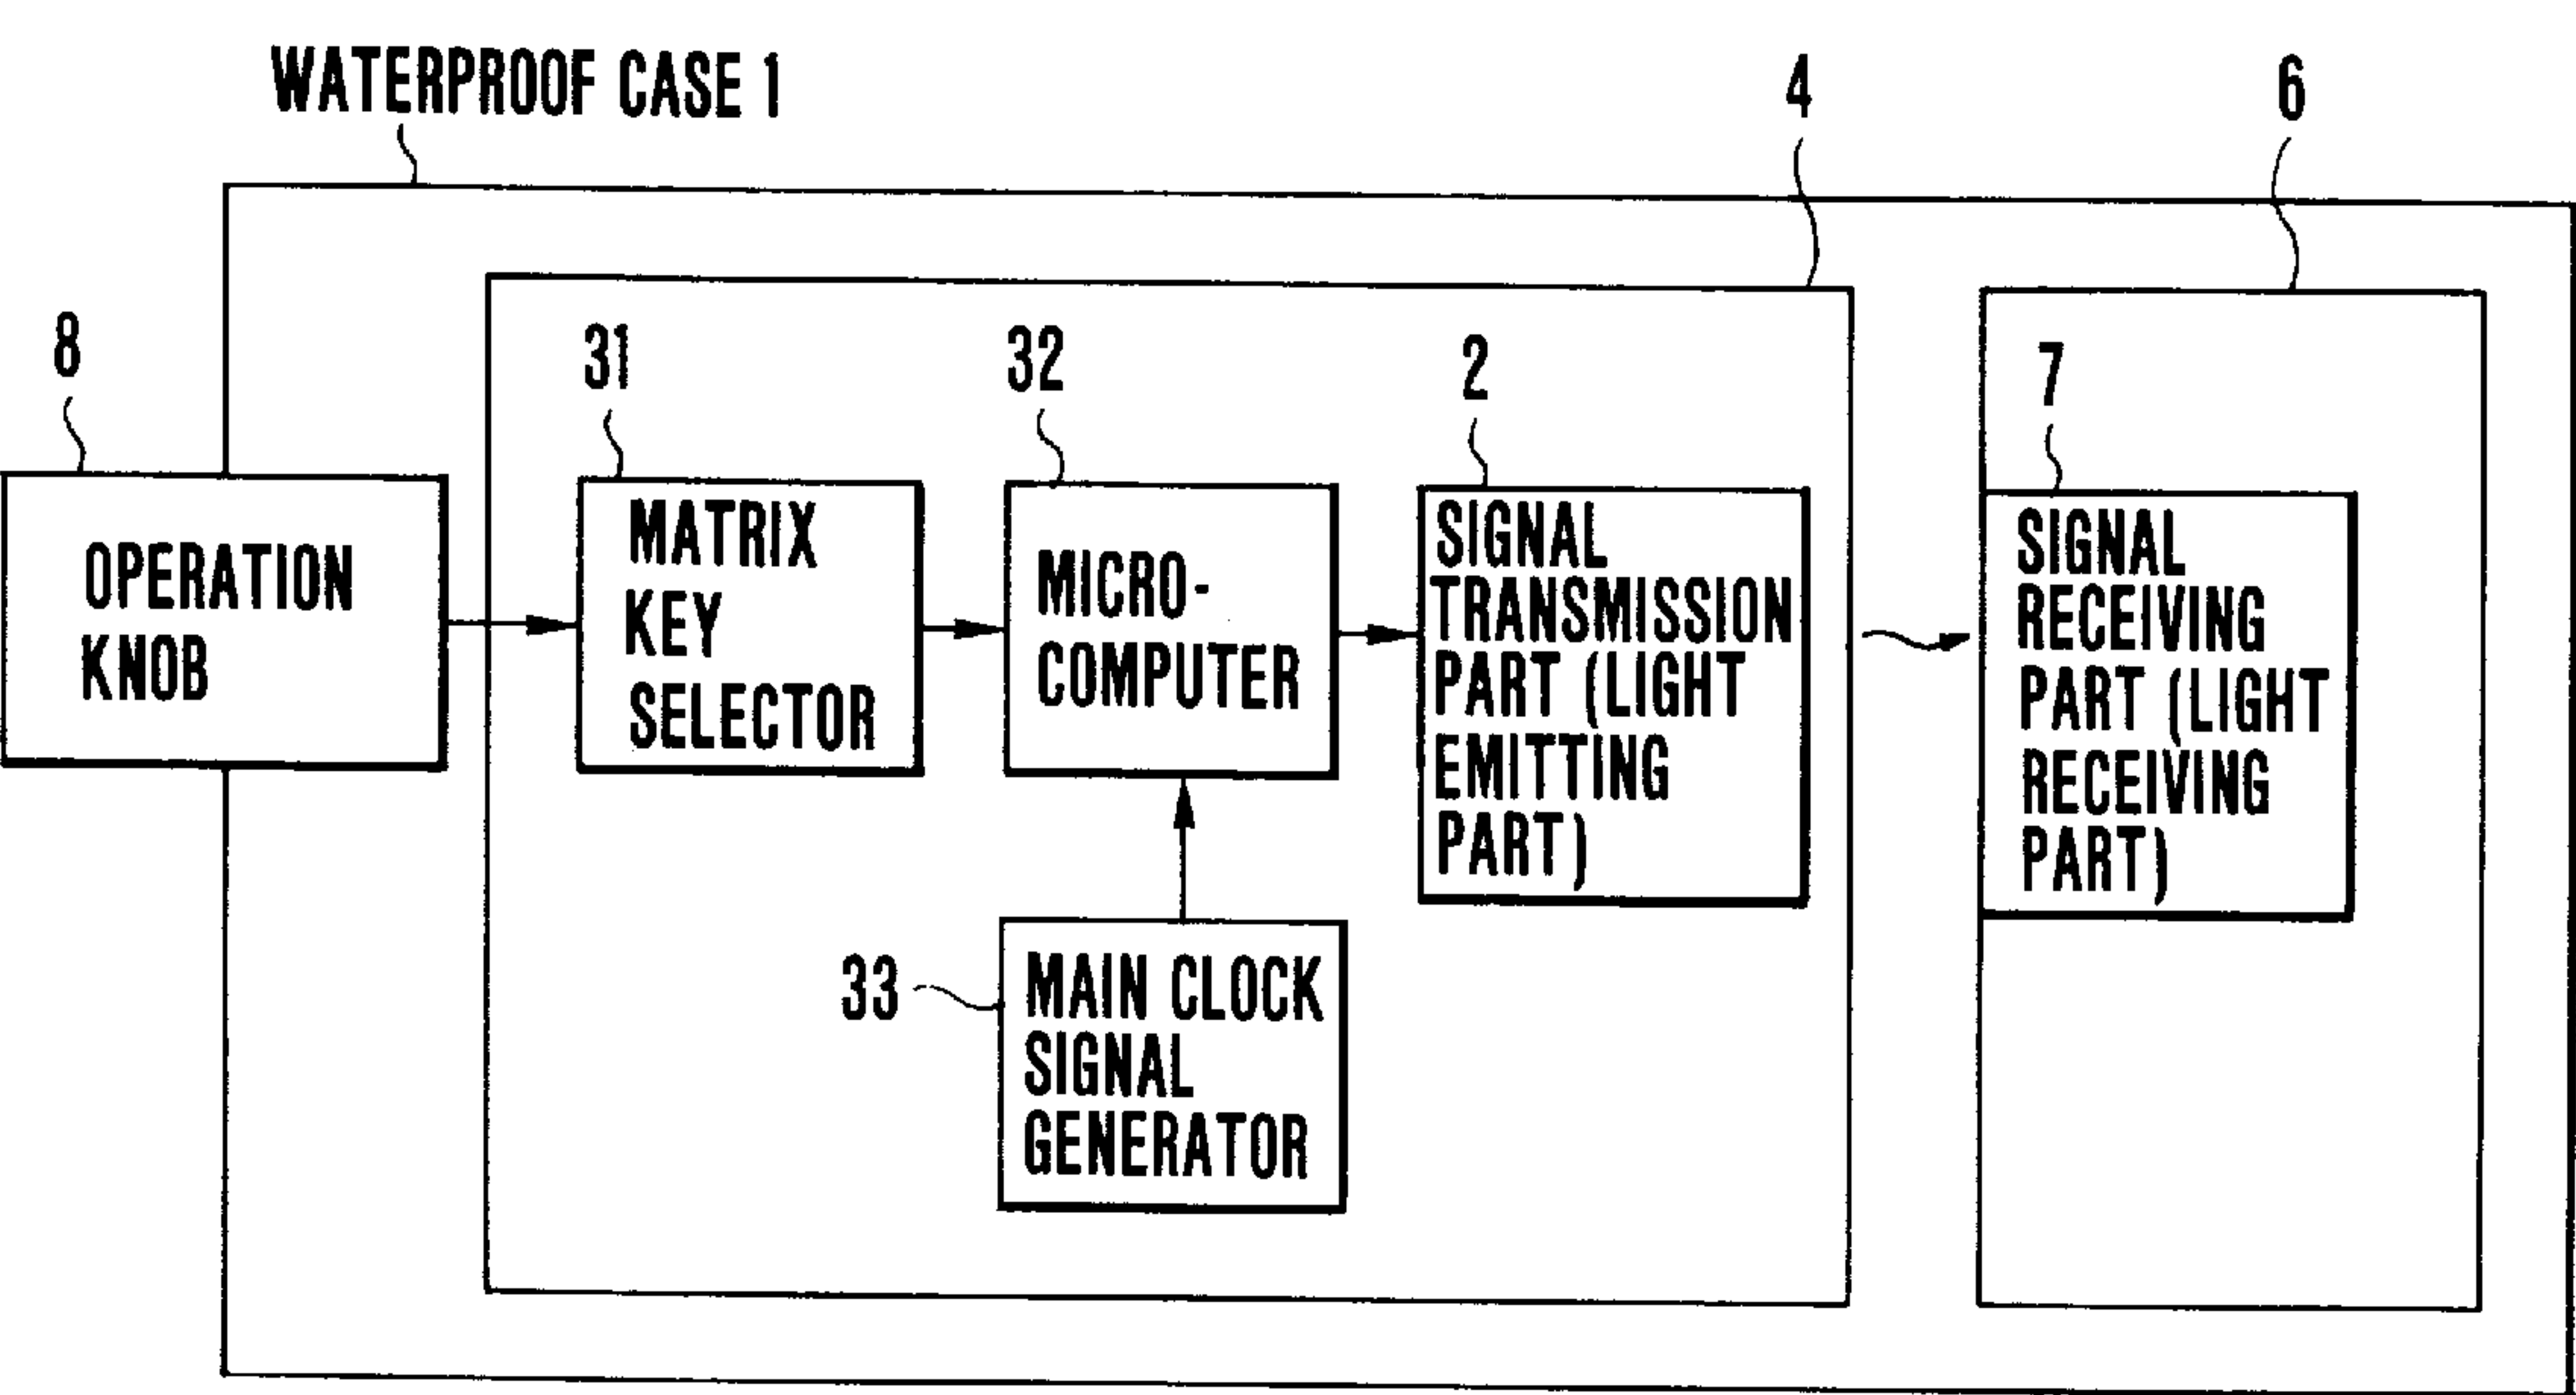 WATERPROOF CASE 1
4
6
8
31
32
2
7
OPERATION
KNOB
MATRIX
KEY
SELECTOR
MICRO-
COMPUTER
SIGNAL
TRANSMISSION
PART (LIGHT
EMITTING
PART)
SIGNAL
RECEIVING
PART (LIGHT
RECEIVING
PART)
33
MAIN CLOCK
SIGNAL
GENERATOR